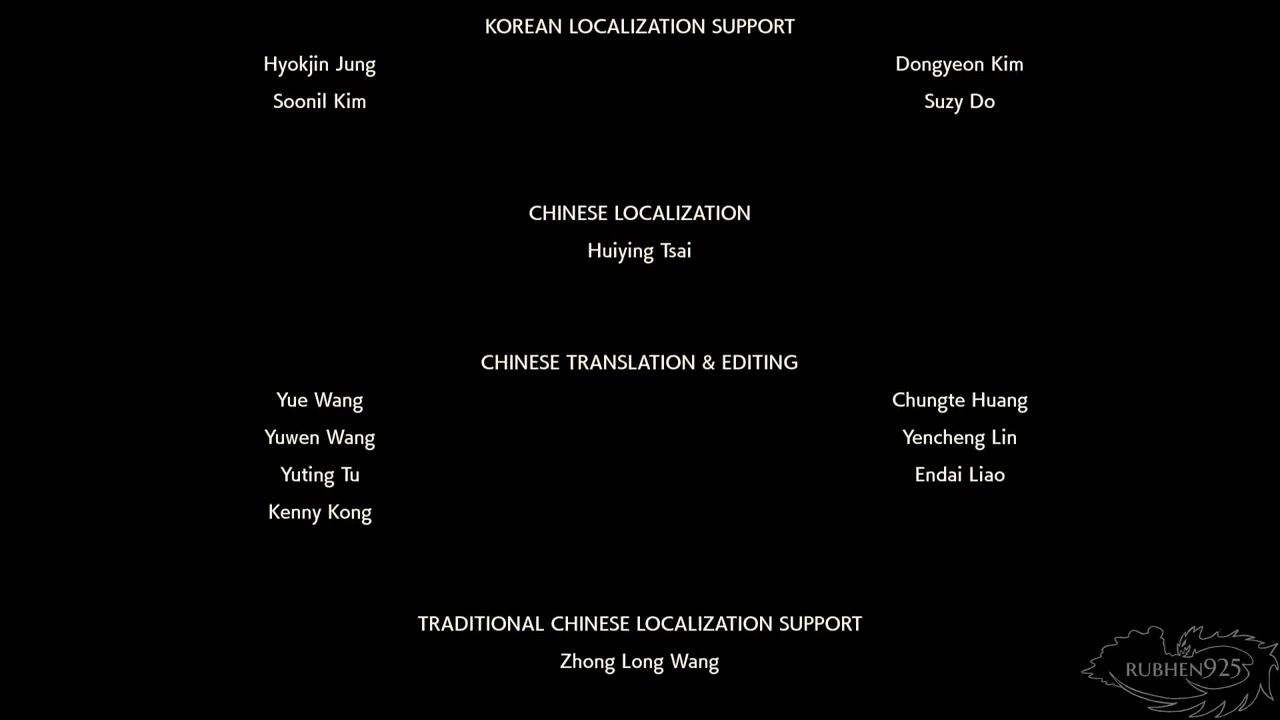 KOREAN LOCALIZATION SUPPORT
Hyokjin Jung
Dongyeon Kim
Soonil Kim
Suzy Do
CHINESE LOCALIZATION
Huiying Tsai
CHINESE TRANSLATION & EDITING
Yue Wang
Chungte Huang
Yuwen Wang
Yencheng Lin
Yuting Tu
Endai Liao
Kenny Kong
TRADITIONAL CHINESE LOCALIZATION SUPPORT
Zhong Long Wang
RUBHEN925